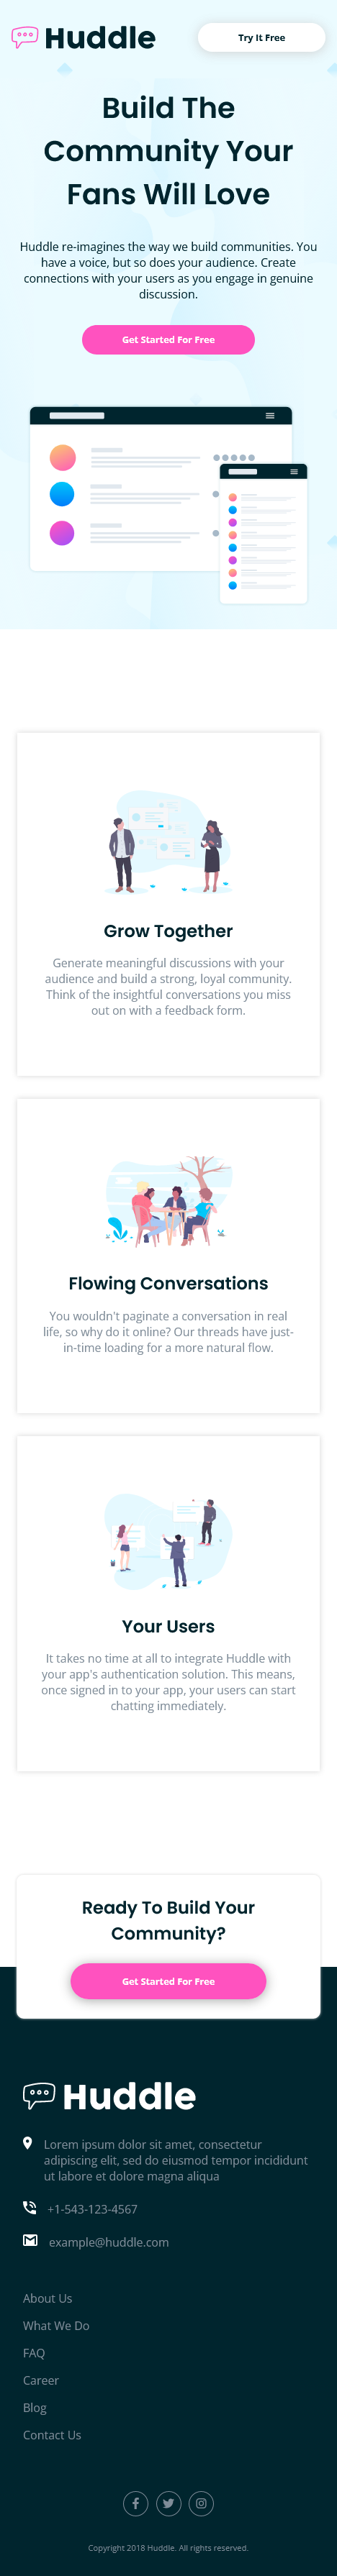 Huddle
Try It Free
Build The
Community Your
Fans Will Love
Huddle re-imagines the way we build communities. You
have a voice, but so does your audience. Create
connections with your users as you engage in genuine
discussion.
Get Started For Free
Grow Together
Generate meaningful discussions with your
audience and build a strong, loyal community.
Think of the insightful conversations you miss
out on with a feedback form.
Flowing Conversations
You wouldn't paginate a conversation in real
life, so why do it online? Our threads have just-
in-time loading for a more natural flow.
Your Users
It takes no time at all to integrate Huddle with
your app's authentication solution. This means,
once signed in to your app, your users can start
chatting immediately.
Ready To Build Your
Community?
Get Started For Free
Huddle
Lorem ipsum dolor sit amet, consectetur
adipiscing elit, sed do eiusmod tempor incididunt
ut labore et dolore magna aliqua
+1-543-123-4567
example@huddle.com
About Us
What We Do
FAQ
Career
Blog
Contact Us
Copyright 2018 Huddle. All rights reserved.